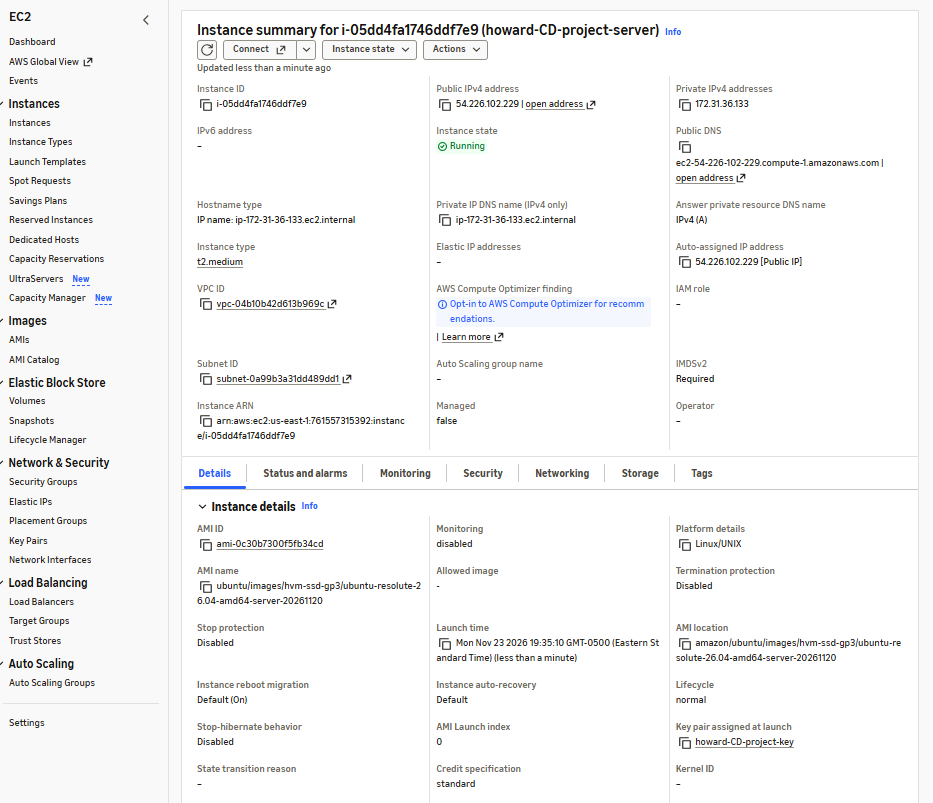 EC2
Dashboard
AWS Global View
Events
Instances
Instances
Instance Types
Launch Templates
Spot Requests
Savings Plans
Reserved Instances
Dedicated Hosts
Capacity Reservations
UltraServers New
Capacity Manager New
Images
AMIs
AMI Catalog
Elastic Block Store
Volumes
Snapshots
Lifecycle Manager
Network & Security
Security Groups
Elastic IPs
Placement Groups
Key Pairs
Network Interfaces
Load Balancing
Load Balancers
Target Groups
Trust Stores
Auto Scaling
Auto Scaling Groups
Settings
Instance summary for i-05dd4fa1746ddf7e9 (howard-CD-project-server) Info
Connect Instance state Actions
Updated less than a minute ago
Instance ID
i-05dd4fa1746ddf7e9
Public IPv4 address
54.226.102.229 | open address
Private IPv4 addresses
172.31.36.133
IPv6 address
–
Instance state
Running
Public DNS
ec2-54-226-102-229.compute-1.amazonaws.com |
open address
Hostname type
IP name: ip-172-31-36-133.ec2.internal
Private IP DNS name (IPv4 only)
ip-172-31-36-133.ec2.internal
Answer private resource DNS name
IPv4 (A)
Instance type
t2.medium
Elastic IP addresses
–
Auto-assigned IP address
54.226.102.229 [Public IP]
VPC ID
vpc-04b10b42d613b969c
AWS Compute Optimizer finding
Opt-in to AWS Compute Optimizer for recomm
endations.
| Learn more
IAM role
–
Subnet ID
subnet-0a99b3a31dd489dd1
Auto Scaling group name
–
IMDSv2
Required
Instance ARN
arn:aws:ec2:us-east-1:761557315392:instanc
e/i-05dd4fa1746ddf7e9
Managed
false
Operator
–
Details Status and alarms Monitoring Security Networking Storage Tags
Instance details Info
AMI ID
ami-0c30b7300f5fb34cd
Monitoring
disabled
Platform details
Linux/UNIX
AMI name
ubuntu/images/hvm-ssd-gp3/ubuntu-resolute-2
6.04-amd64-server-20261120
Allowed image
-
Termination protection
Disabled
Stop protection
Disabled
Launch time
Mon Nov 23 2026 19:35:10 GMT-0500 (Eastern St
andard Time) (less than a minute)
AMI location
amazon/ubuntu/images/hvm-ssd-gp3/ubuntu-re
solute-26.04-amd64-server-20261120
Instance reboot migration
Default (On)
Instance auto-recovery
Default
Lifecycle
normal
Stop-hibernate behavior
Disabled
AMI Launch index
0
Key pair assigned at launch
howard-CD-project-key
State transition reason
–
Credit specification
standard
Kernel ID
–